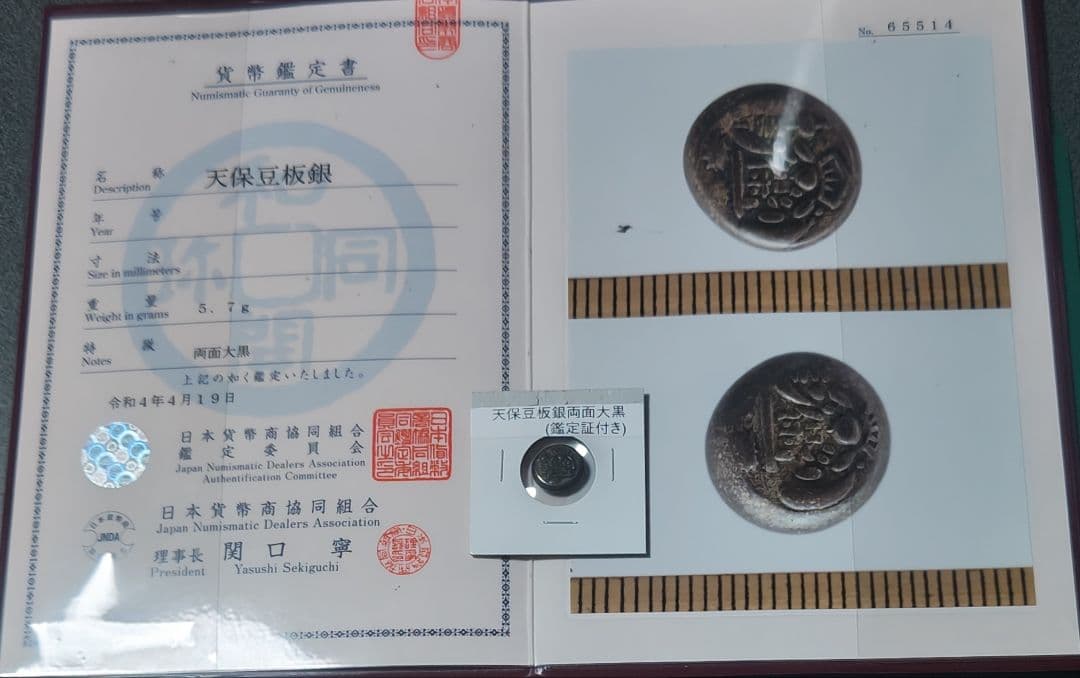 貨幣鑑定書
Numismatic Guaranty of Genuineness
名称 天保豆板銀
Description
年号
Year
寸法
Size in millimeters
重量 5.7g
Weight in grams
特徴 両面大黒
Notes
上記の如く鑑定いたしました。
令和4年4月19日
日本貨幣商協同組合
鑑定委員会
Japan Numismatic Dealers Association
Authentification Committee
日本貨幣商協同組合
Japan Numismatic Dealers Association
JNDA
理事長 関口 寧
President Yasushi Sekiguchi
No. 65514
天保豆板銀両面大黒
(鑑定証付き)